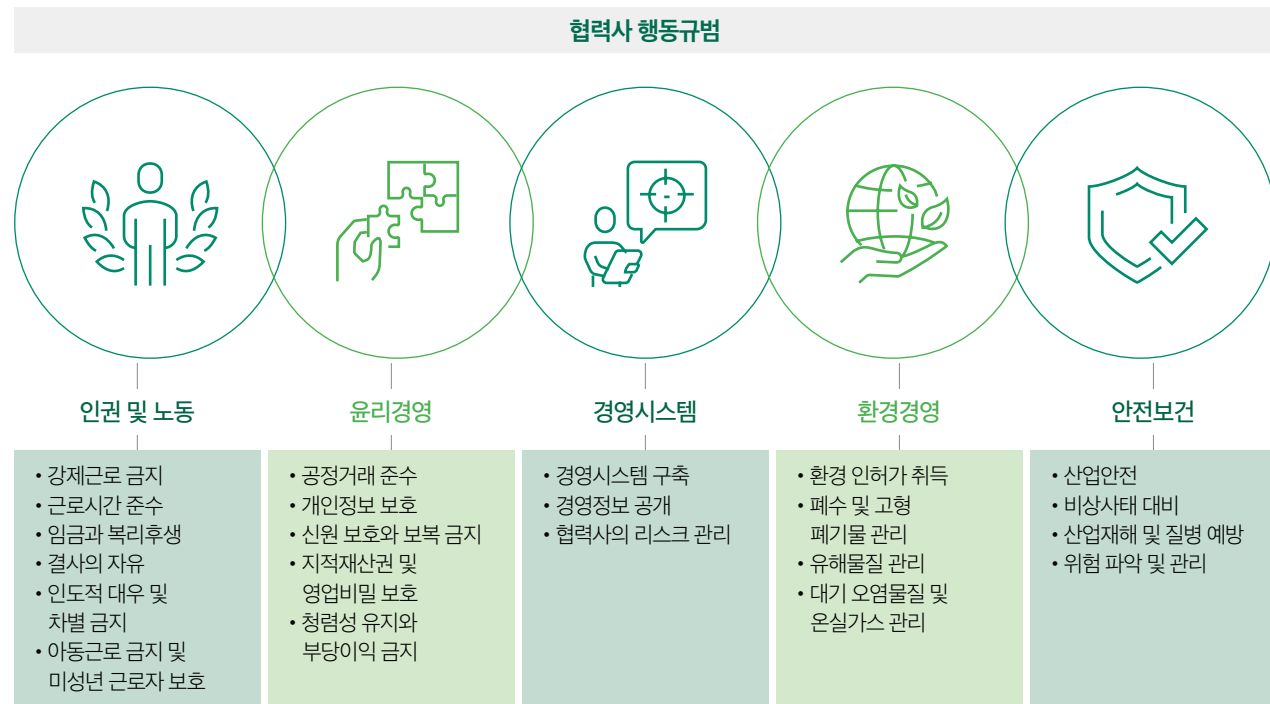 협력사 행동규범
인권 및 노동
• 강제근로 금지
• 근로시간 준수
• 임금과 복리후생
• 결사의 자유
• 인도적 대우 및
차별 금지
• 아동근로 금지 및
미성년 근로자 보호
윤리경영
• 공정거래 준수
• 개인정보 보호
• 신원 보호와 보복 금지
• 지적재산권 및
영업비밀 보호
• 청렴성 유지와
부당이익 금지
경영시스템
• 경영시스템 구축
• 경영정보 공개
• 협력사의 리스크 관리
환경경영
• 환경 인허가 취득
• 폐수 및 고형
폐기물 관리
• 유해물질 관리
• 대기 오염물질 및
온실가스 관리
안전보건
• 산업안전
• 비상사태 대비
• 산업재해 및 질병 예방
• 위험 파악 및 관리